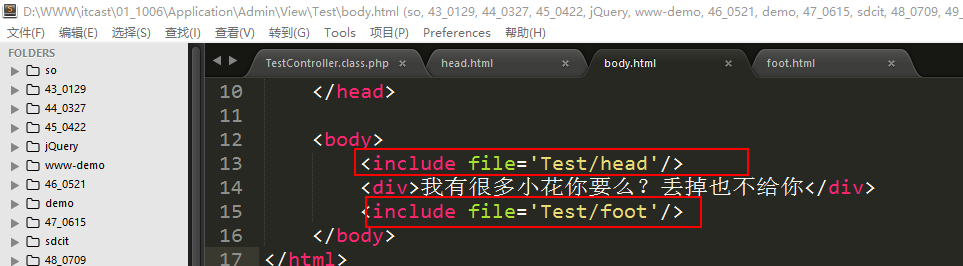 D:\WWW\itcast\01_1006\Application\Admin\View\Test\body.html (so, 43_0129, 44_0327, 45_0422, jQuery, www-demo, 46_0521, demo, 47_0615, sdcit, 48_0709, 49_
文件(F) 编辑(E) 选择(S) 查找(I) 查看(V) 转到(G) Tools 项目(P) Preferences 帮助(H)
FOLDERS
so
43_0129
44_0327
45_0422
jQuery
www-demo
46_0521
demo
47_0615
sdcit
48_0709
TestController.class.php × head.html × body.html × foot.html ×
10 </head>
11
12 <body>
13 <include file='Test/head'/>
14 <div>我有很多小花你要么？丢掉也不给你</div>
15 <include file='Test/foot'/>
16 </body>
17 </html>